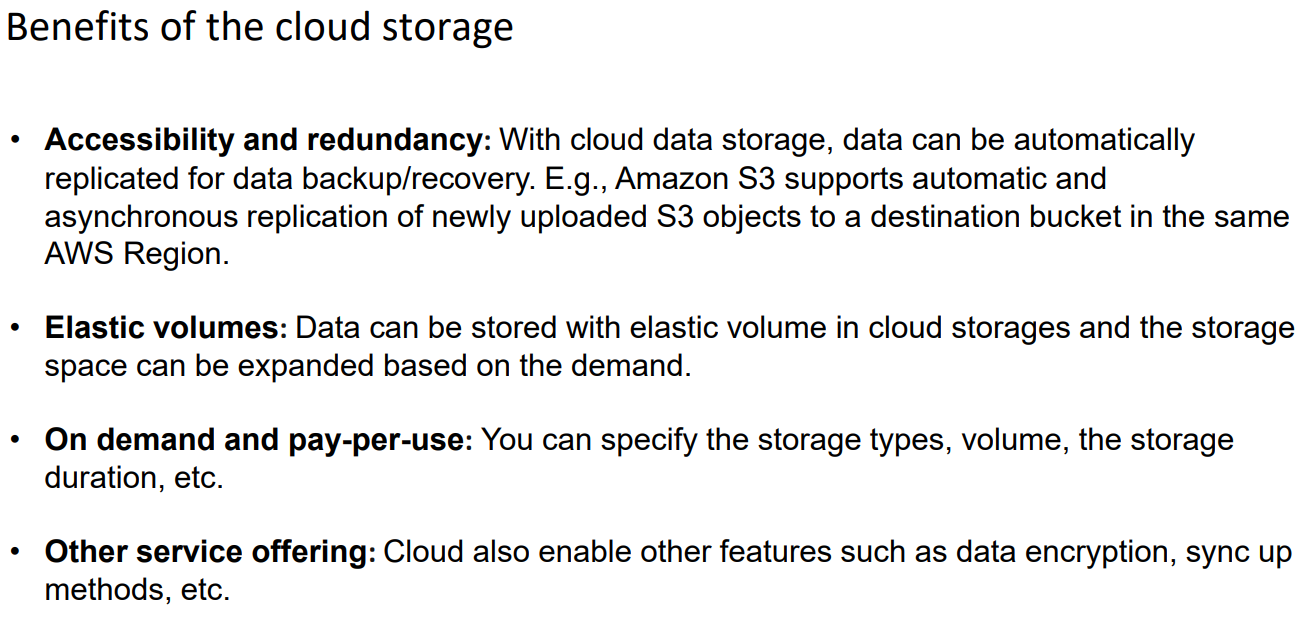 Benefits of the cloud storage
• Accessibility and redundancy: With cloud data storage, data can be automatically
replicated for data backup/recovery. E.g., Amazon S3 supports automatic and
asynchronous replication of newly uploaded S3 objects to a destination bucket in the same
AWS Region.
• Elastic volumes: Data can be stored with elastic volume in cloud storages and the storage
space can be expanded based on the demand.
• On demand and pay-per-use: You can specify the storage types, volume, the storage
duration, etc.
• Other service offering: Cloud also enable other features such as data encryption, sync up
methods, etc.